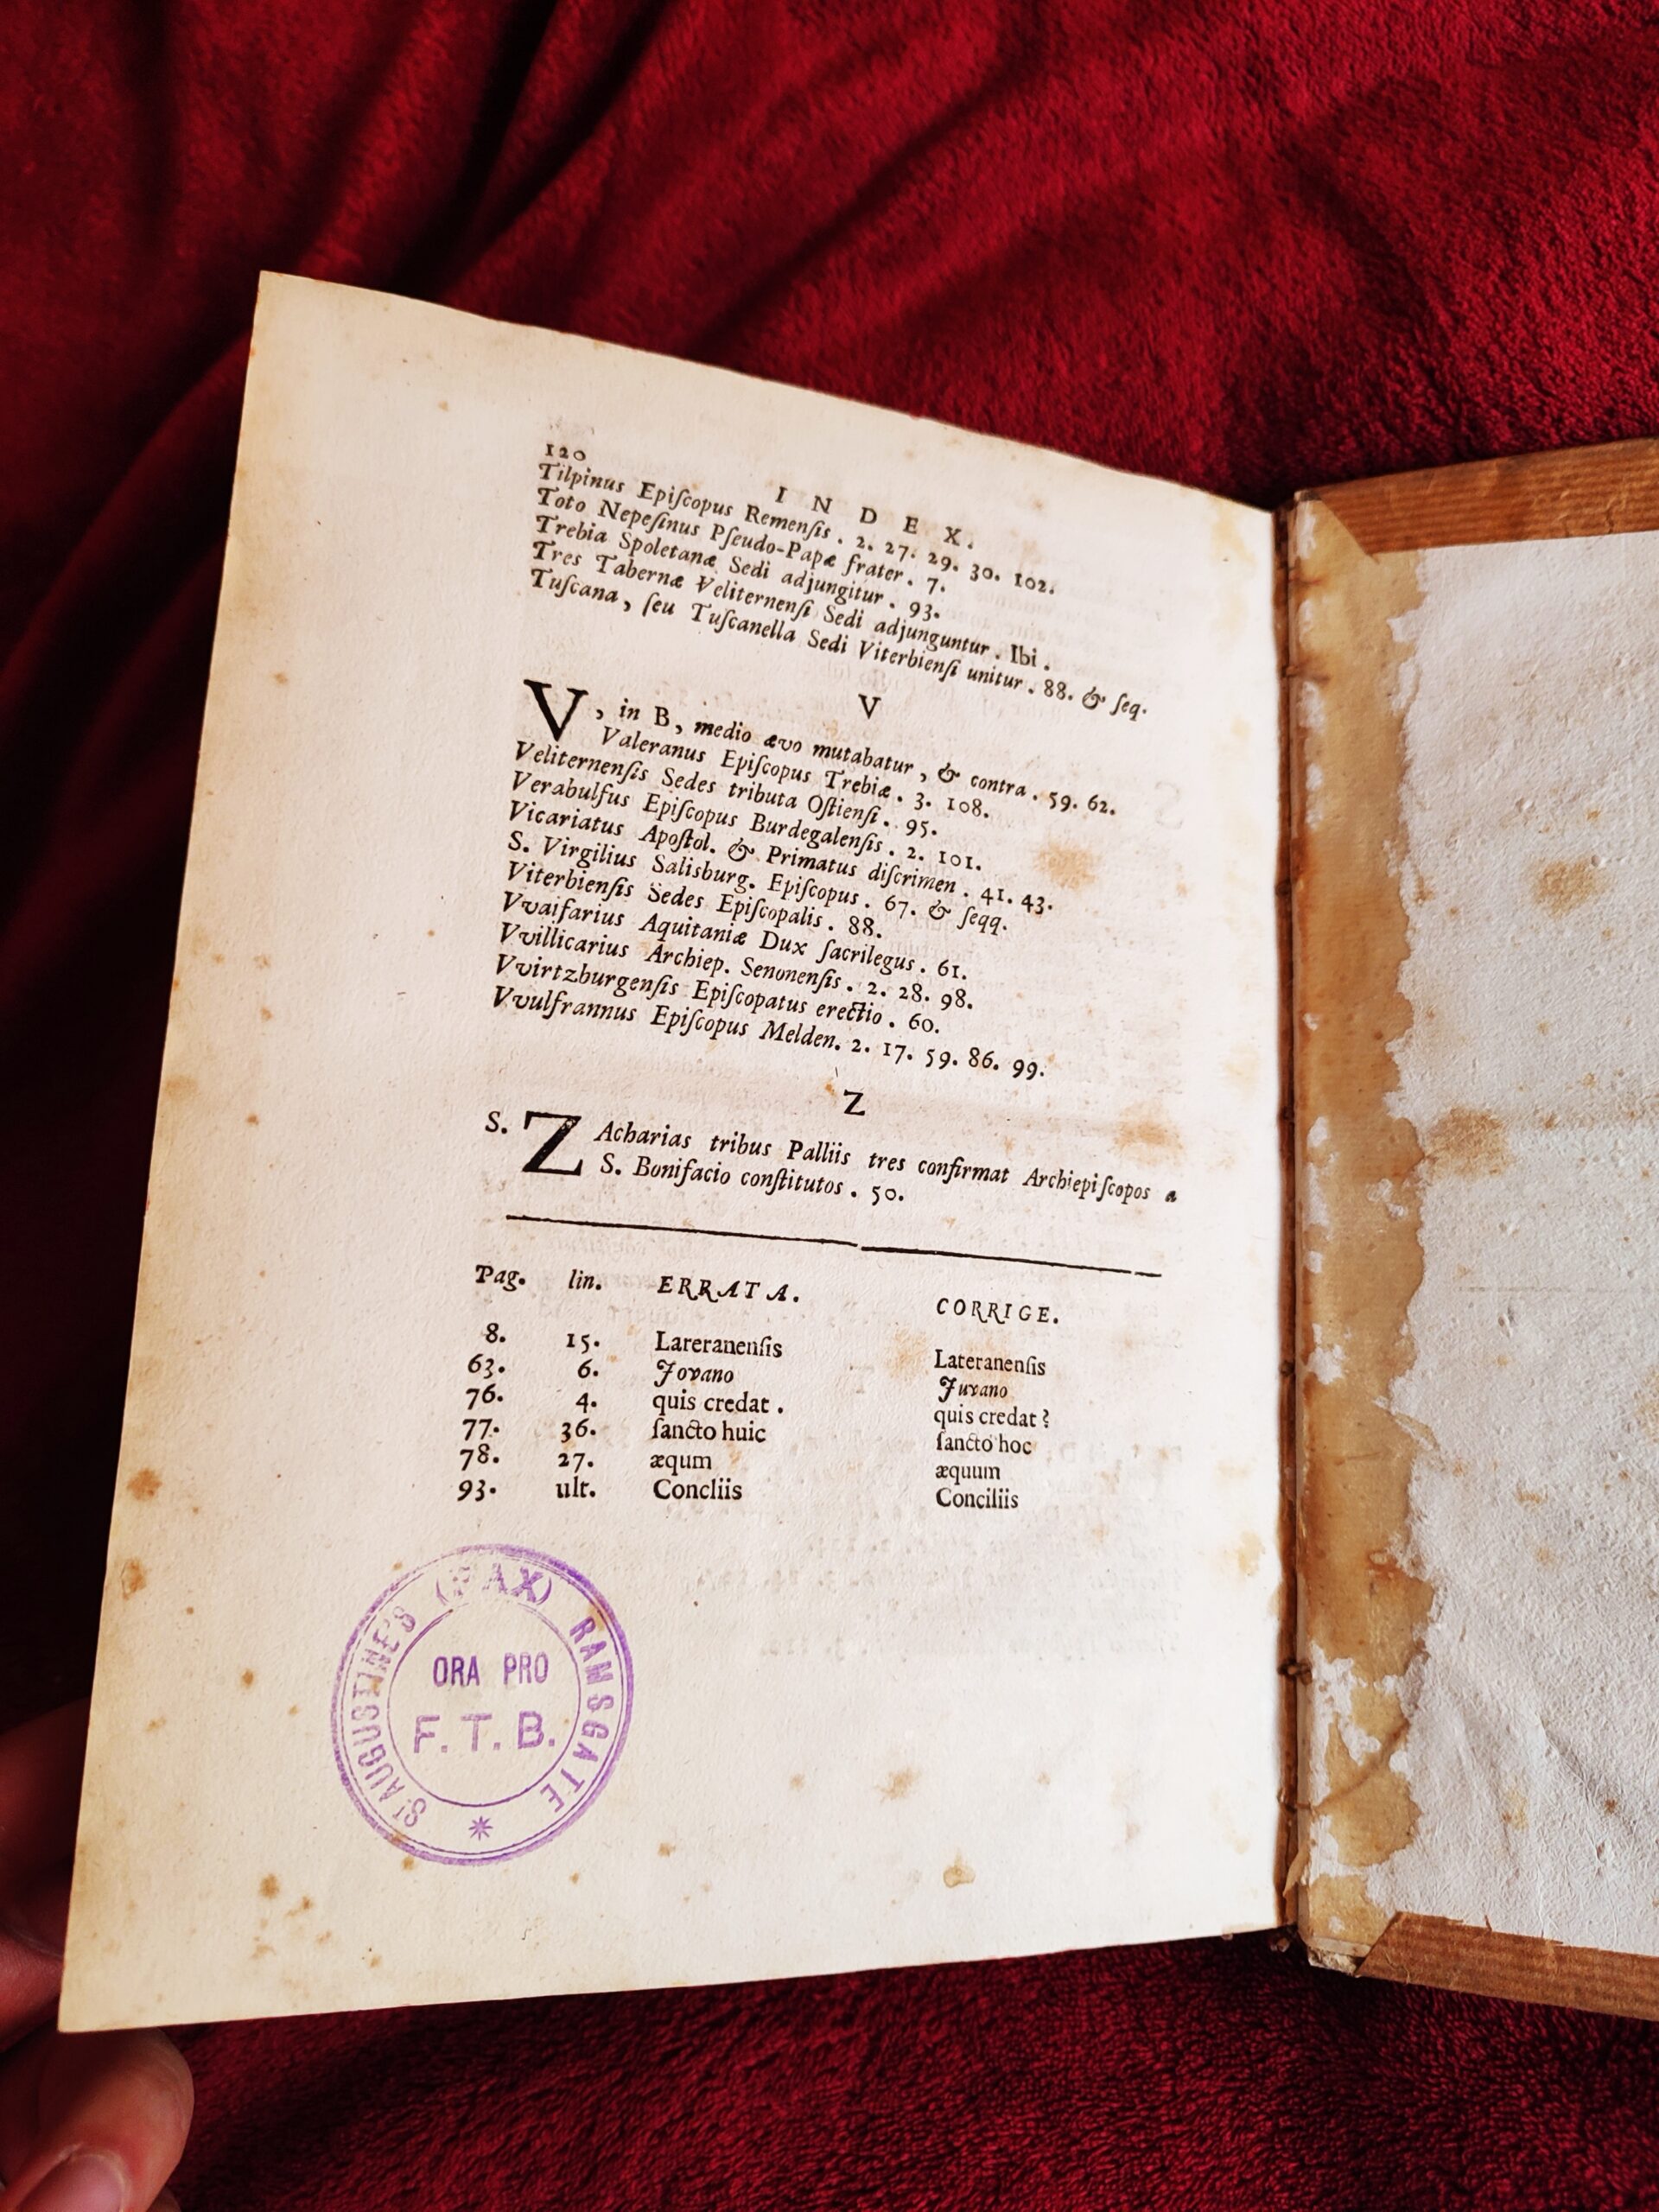 120
INDEX.
Tilpinus Epiſcopus Remenſis . 2. 27. 29. 30. 102.
Toto Nepeſinus Pſeudo-Papæ frater . 7.
Trebia Spoletanæ Sedi adjungitur . 93.
Tres Tabernæ Veliternenſi Sedi adjunguntur . Ibi .
Tuſcana, ſeu Tuſcanella Sedi Viterbienſi unitur . 88. & ſeq.
V
V, in B, medio ævo mutabatur, & contra . 59. 62.
Valeranus Epiſcopus Trebiæ . 3. 108.
Veliternenſis Sedes tributa Oſtienſi . 95.
Verabulfus Epiſcopus Burdegalenſis . 2. 101.
Vicariatus Apoſtol. & Primatus diſcrimen . 41. 43.
S. Virgilius Salisburg. Epiſcopus . 67. & ſeqq.
Viterbienſis Sedes Epiſcopalis . 88.
Vvaifarius Aquitaniæ Dux ſacrilegus . 61.
Vvillicarius Archiep. Senonenſis . 2. 28. 98.
Vvirtzburgenſis Epiſcopatus erectio . 60.
Vvulfrannus Epiſcopus Melden. 2. 17. 59. 86. 99.
Z
S. ZAcharias tribus Palliis tres confirmat Archiepiſcopos a
S. Bonifacio conſtitutos . 50.
Pag. lin. ERRATA. CORRIGE.
8. 15. Lareranenſis Lateranenſis
63. 6. Jovano Juvano
76. 4. quis credat . quis credat ?
77. 36. ſancto huic ſancto hoc
78. 27. æqum æquum
93. ult. Concliis Conciliis
St AUGUSTINE'S (PAX) RAMSGATE
ORA PRO
F. T. B.